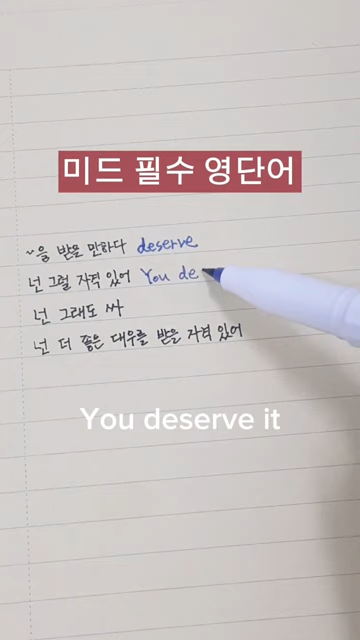 미드 필수 영단어
~을 받을 만하다 deserve
넌 그럴 자격 있어 You de
넌 그래도 싸
넌 더 좋은 대우를 받을 자격 있어
You deserve it